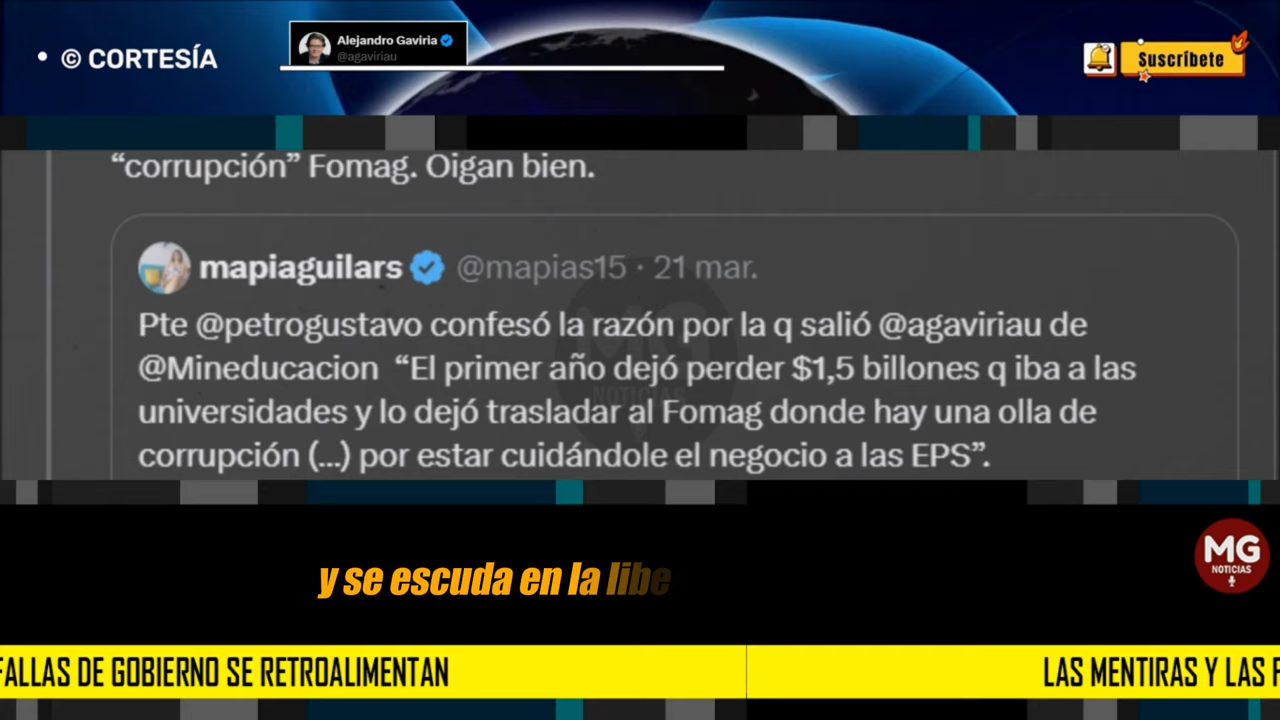 • © CORTESÍA
Alejandro Gaviria
@agaviriau
Suscríbete
“corrupción” Fomag. Oigan bien.
mapiaguilars @mapias15 · 21 mar.
Pte @petrogustavo confesó la razón por la q salió @agaviriau de
@Mineducacion “El primer año dejó perder $1,5 billones q iba a las
universidades y lo dejó trasladar al Fomag donde hay una olla de
corrupción (...) por estar cuidándole el negocio a las EPS”.
MG
NOTICIAS
y se escuda en la libe
MG
NOTICIAS
FALLAS DE GOBIERNO SE RETROALIMENTAN
LAS MENTIRAS Y LAS F